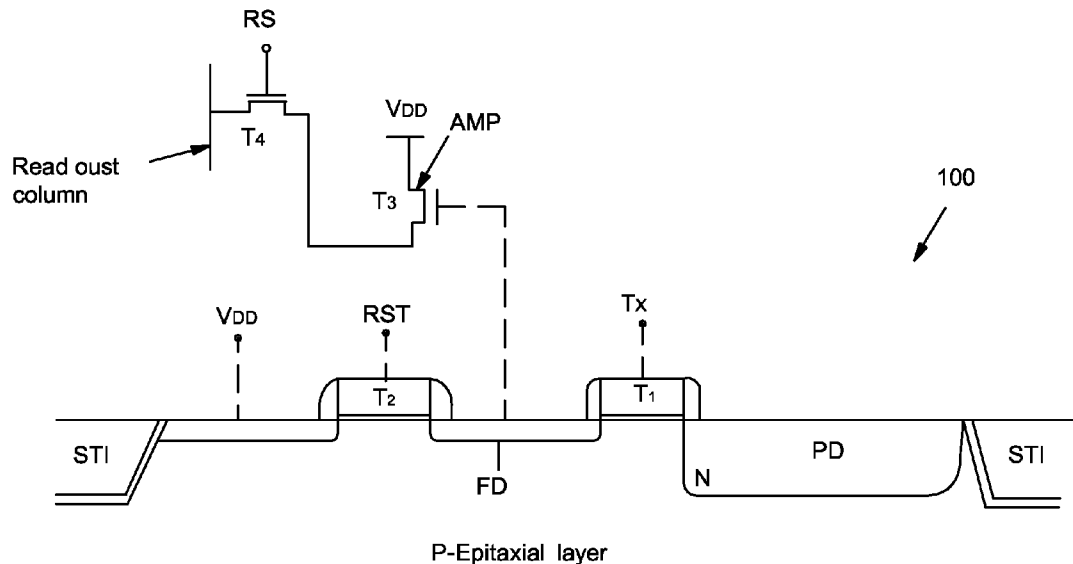 RS
VDD
AMP
T4
Read oust
column
T3
100
VDD
RST
Tx
T2
T1
STI
FD
N
PD
STI
P-Epitaxial layer